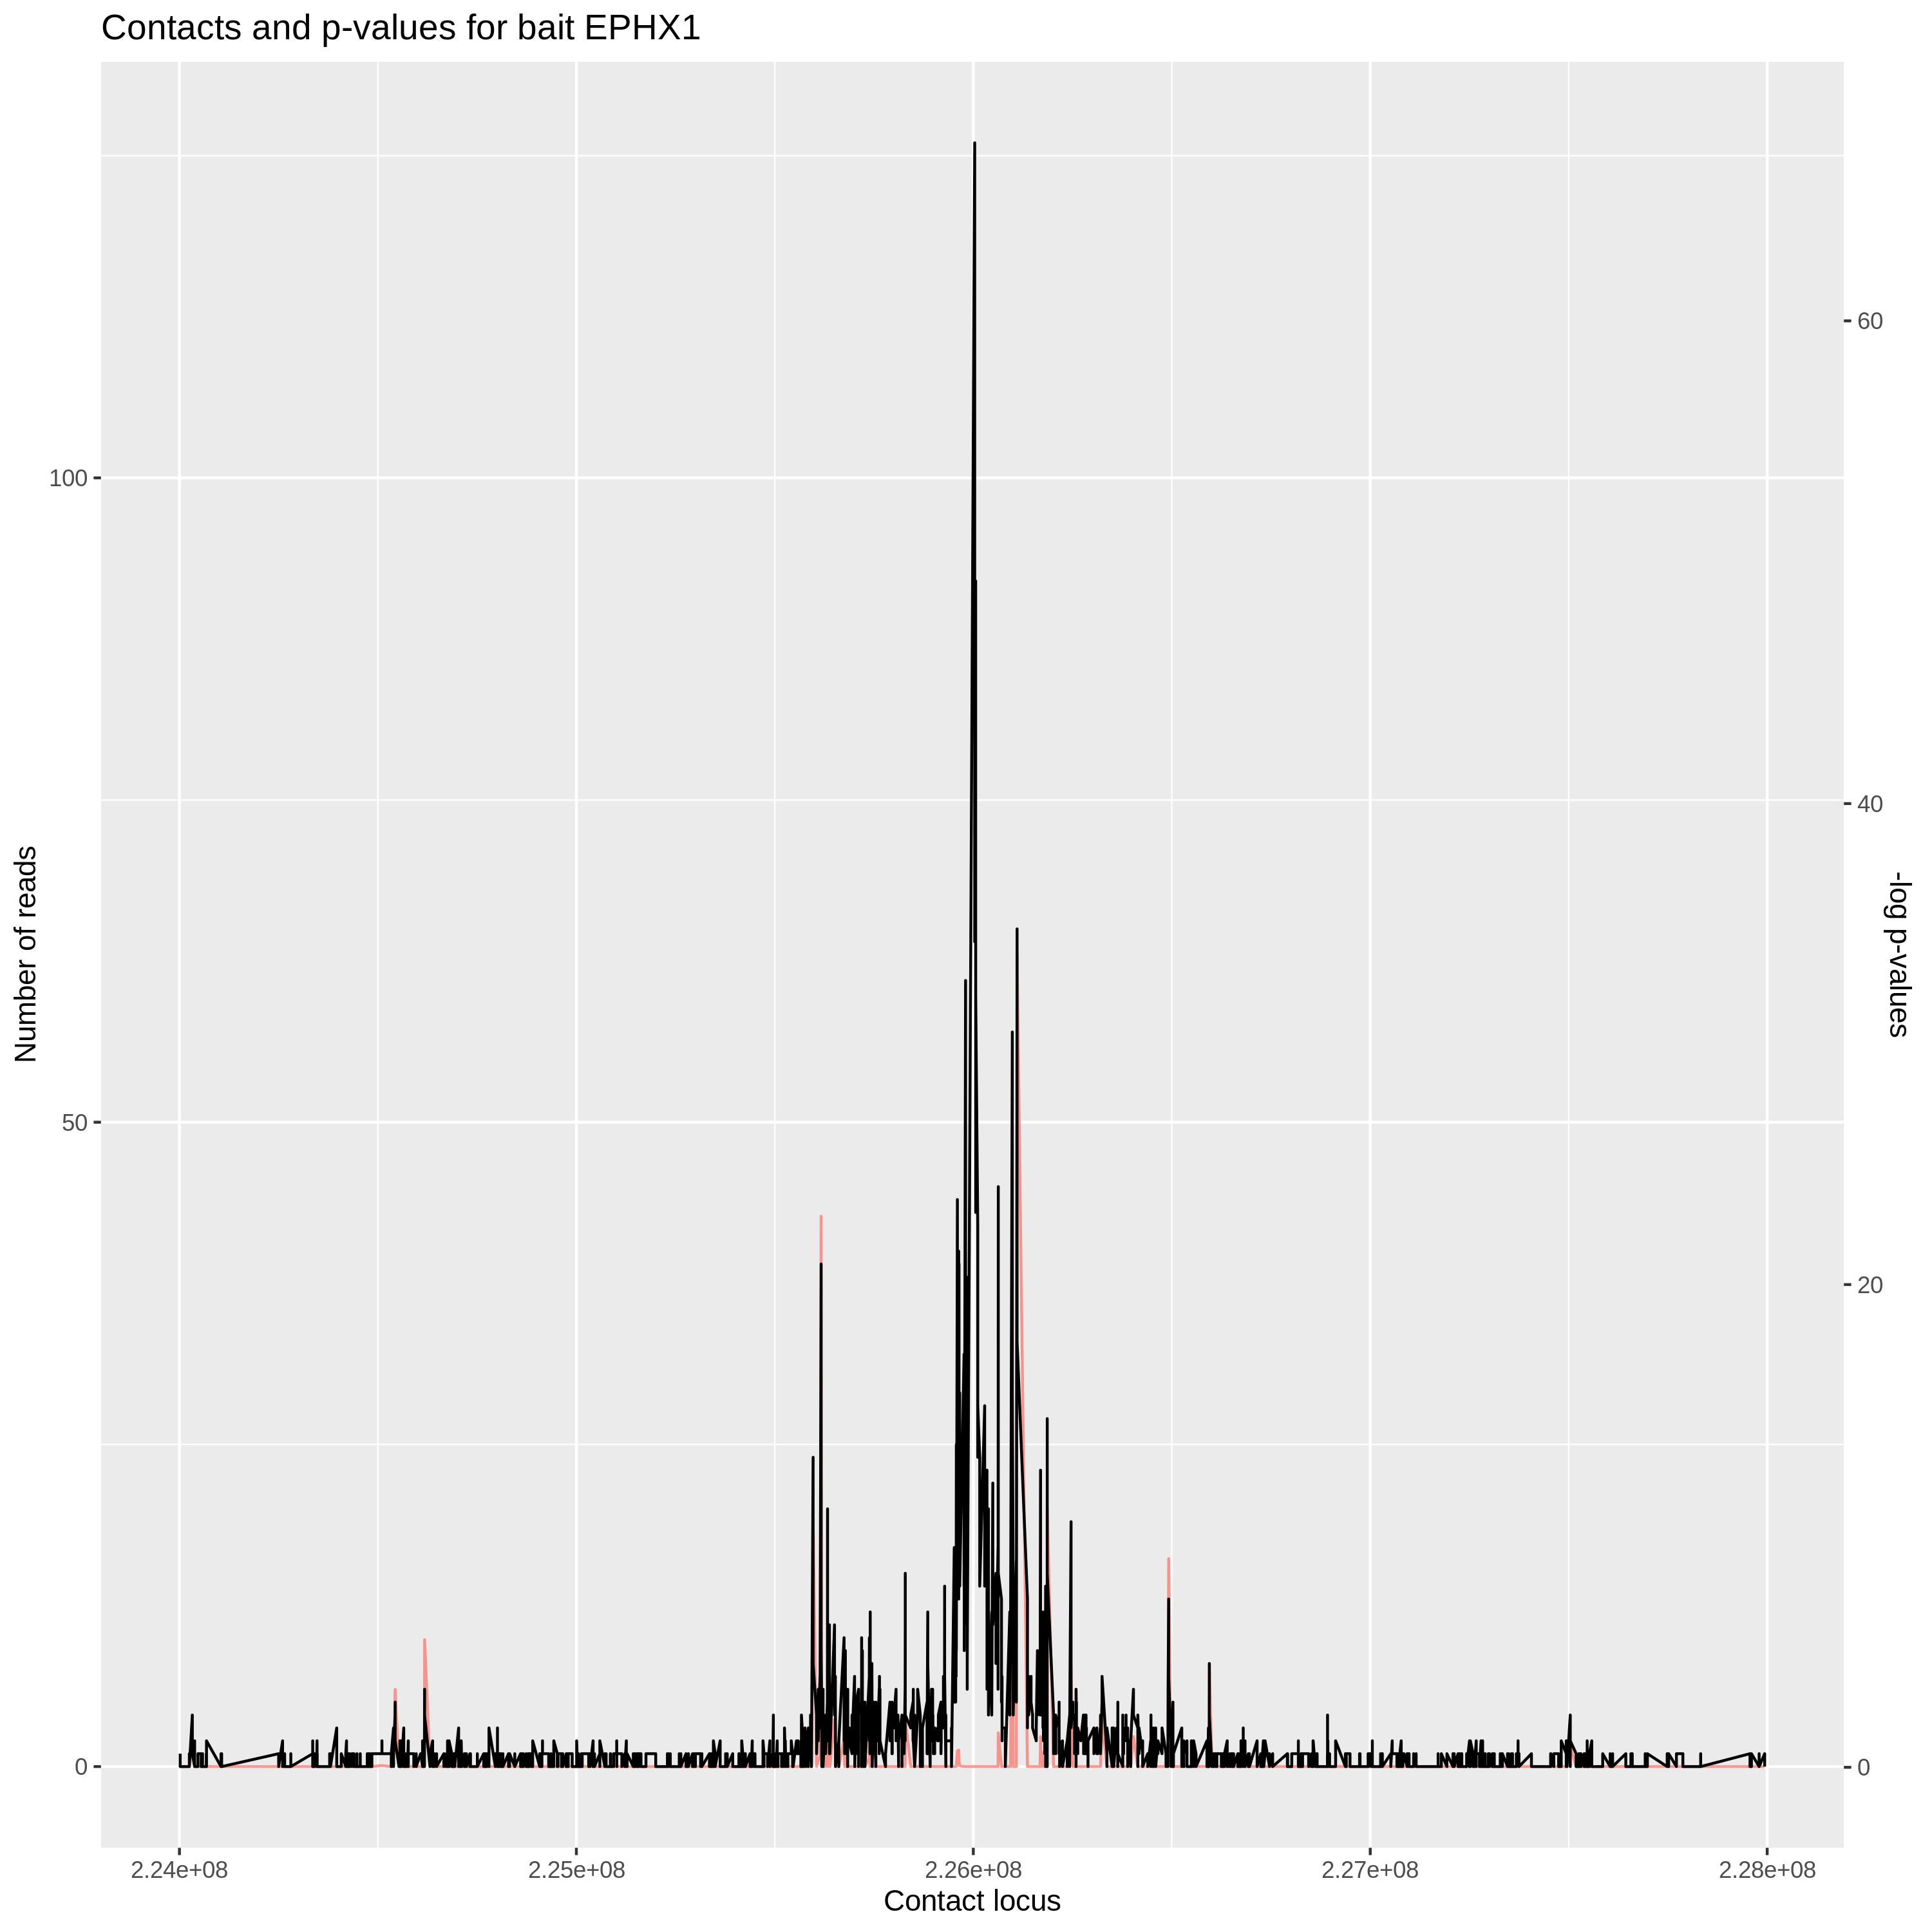 Contacts and p-values for bait EPHX1
100
50
0
Number of reads
60
40
20
0
-log p-values
2.24e+08
2.25e+08
2.26e+08
2.27e+08
2.28e+08
Contact locus